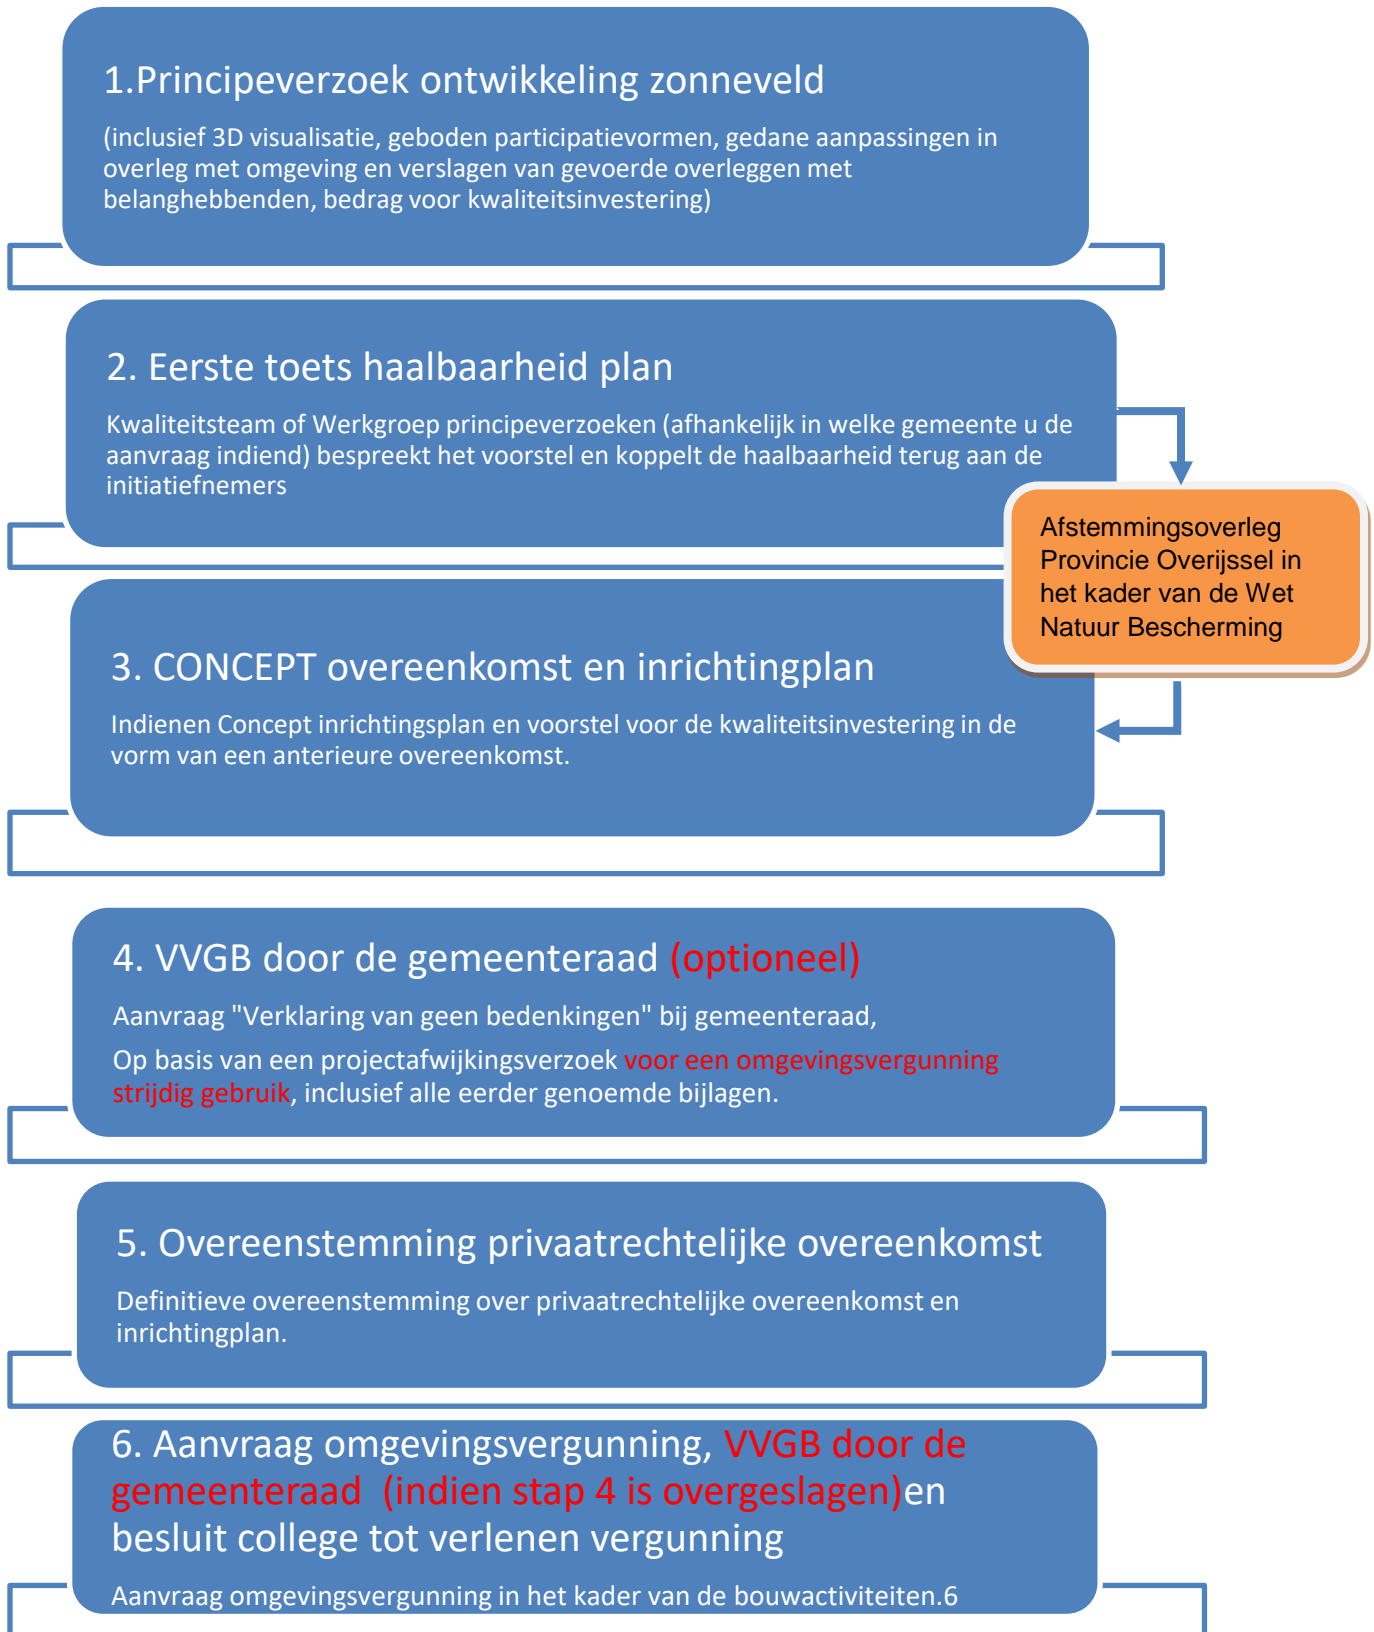 1.Principeverzoek ontwikkeling zonneveld
(inclusief 3D visualisatie, geboden participatievormen, gedane aanpassingen in
overleg met omgeving en verslagen van gevoerde overleggen met
belanghebbenden, bedrag voor kwaliteitsinvestering)
2. Eerste toets haalbaarheid plan
Kwaliteitsteam of Werkgroep principeverzoeken (afhankelijk in welke gemeente u de
aanvraag indiend) bespreekt het voorstel en koppelt de haalbaarheid terug aan de
initiatiefnemers
Afstemmingsoverleg
Provincie Overijssel in
het kader van de Wet
Natuur Bescherming
3. CONCEPT overeenkomst en inrichtingplan
Indienen Concept inrichtingsplan en voorstel voor de kwaliteitsinvestering in de
vorm van een anterieure overeenkomst.
4. VVGB door de gemeenteraad (optioneel)
Aanvraag "Verklaring van geen bedenkingen" bij gemeenteraad,
Op basis van een projectafwijkingsverzoek voor een omgevingsvergunning
strijdig gebruik, inclusief alle eerder genoemde bijlagen.
5. Overeenstemming privaatrechtelijke overeenkomst
Definitieve overeenstemming over privaatrechtelijke overeenkomst en
inrichtingplan.
6. Aanvraag omgevingsvergunning, VVGB door de
gemeenteraad  (indien stap 4 is overgeslagen)en
besluit college tot verlenen vergunning
Aanvraag omgevingsvergunning in het kader van de bouwactiviteiten.6